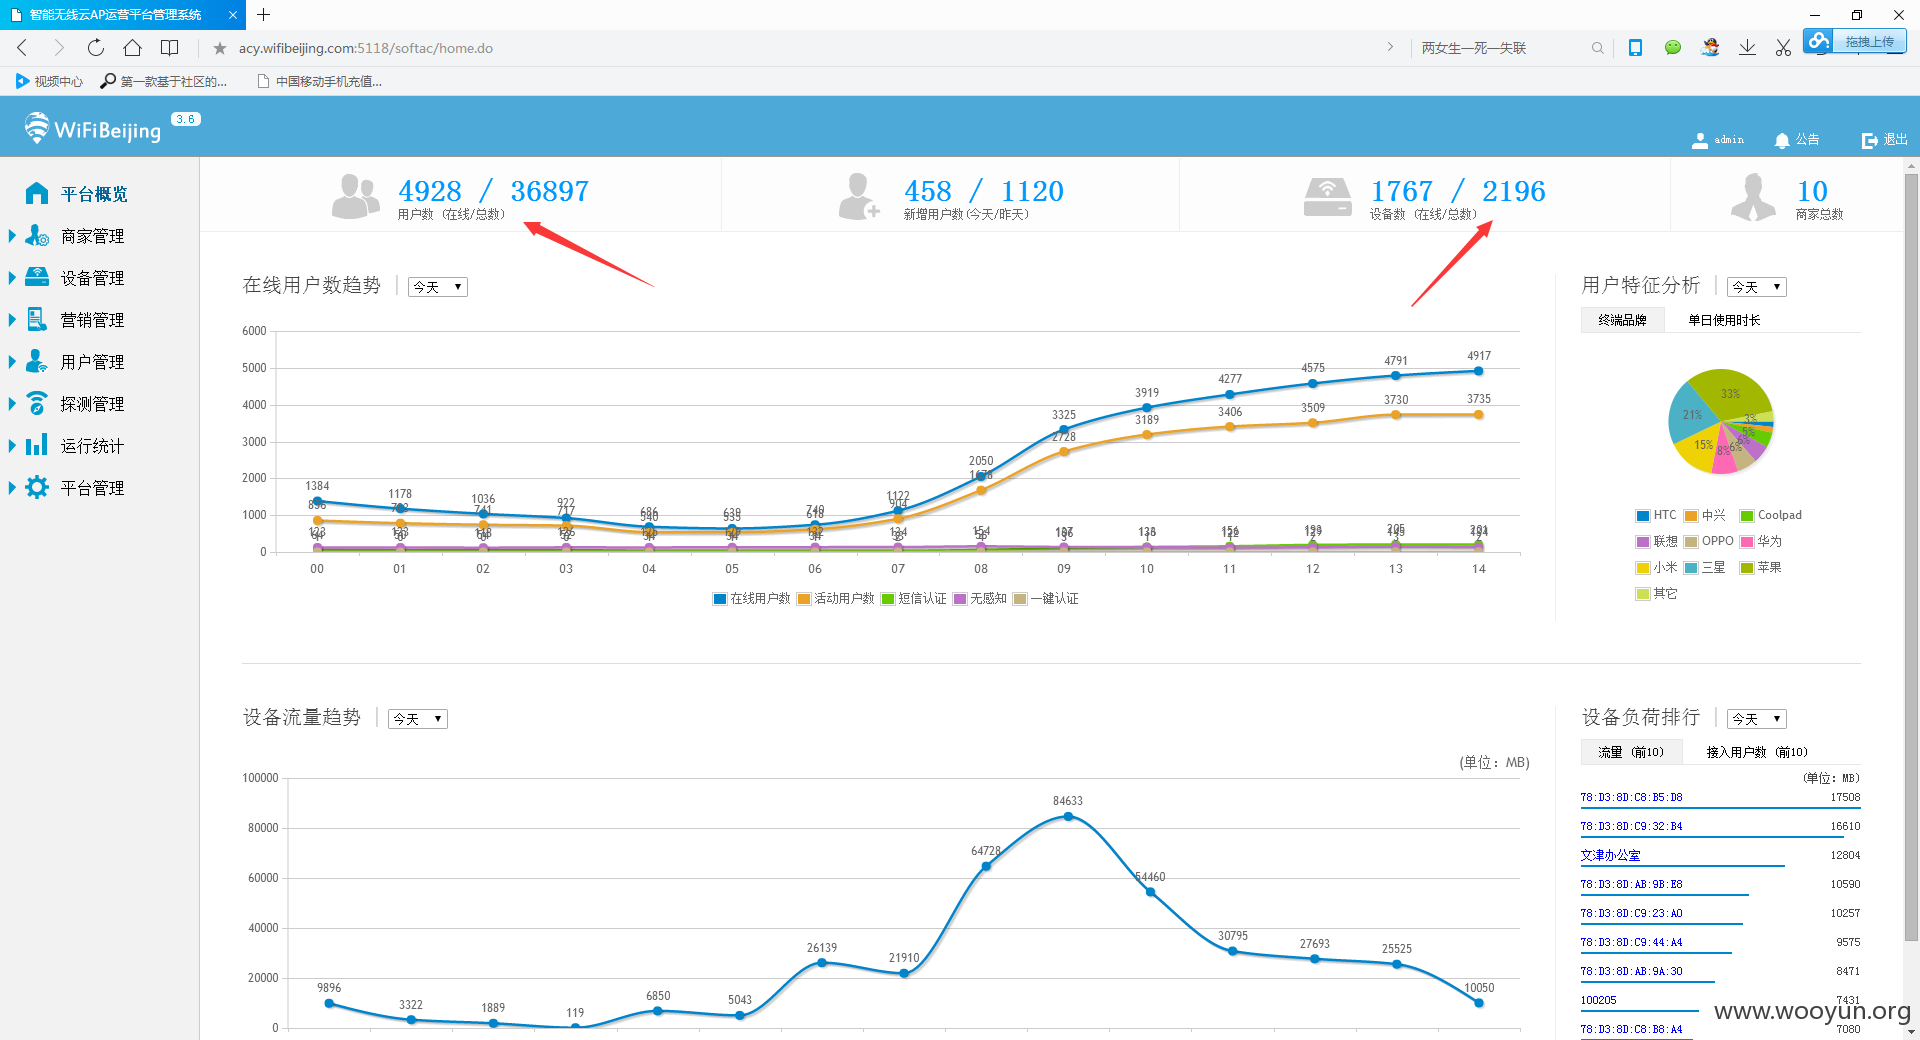 智能无线云AP运营平台管理系统
acy.wifibeijing.com:5118/softac/home.do
两女生一死一失联
拖拽上传
视频中心
第一款基于社区的...
中国移动手机充值...
WiFiBeijing
3.6
admin
公告
退出
平台概览
商家管理
设备管理
营销管理
用户管理
探测管理
运行统计
平台管理
4928 / 36897
用户数 (在线/总数)
458 / 1120
新增用户数(今天/昨天)
1767 / 2196
设备数 (在线/总数)
10
商家总数
在线用户数趋势
今天
6000
5000
4000
3000
2000
1000
0
1384
1178
1036
922
686
639
740
1122
2050
3325
3919
4277
4575
4791
4917
540
535
618
904
1678
2728
3189
3406
3509
3730
3735
00
01
02
03
04
05
06
07
08
09
10
11
12
13
14
在线用户数
活动用户数
短信认证
无感知
一键认证
用户特征分析
今天
终端品牌
单日使用时长
33%
21%
15%
8%
6%
6%
5%
3%
HTC
中兴
Coolpad
联想
OPPO
华为
小米
三星
苹果
其它
设备流量趋势
今天
(单位：MB)
100000
80000
60000
40000
20000
0
9896
3322
1889
119
6850
5043
26139
21910
64728
84633
54460
30795
27693
25525
10050
设备负荷排行
今天
流量 (前10)
接入用户数 (前10)
(单位：MB)
78:D3:8D:C8:B5:D8 17508
78:D3:8D:C9:32:B4 16610
文津办公室 12804
78:D3:8D:AB:9B:E8 10590
78:D3:8D:C9:23:A0 10257
78:D3:8D:C9:44:A4 9575
78:D3:8D:AB:9A:30 8471
100205 7431
78:D3:8D:C8:B8:A4 7080
www.wooyun.org